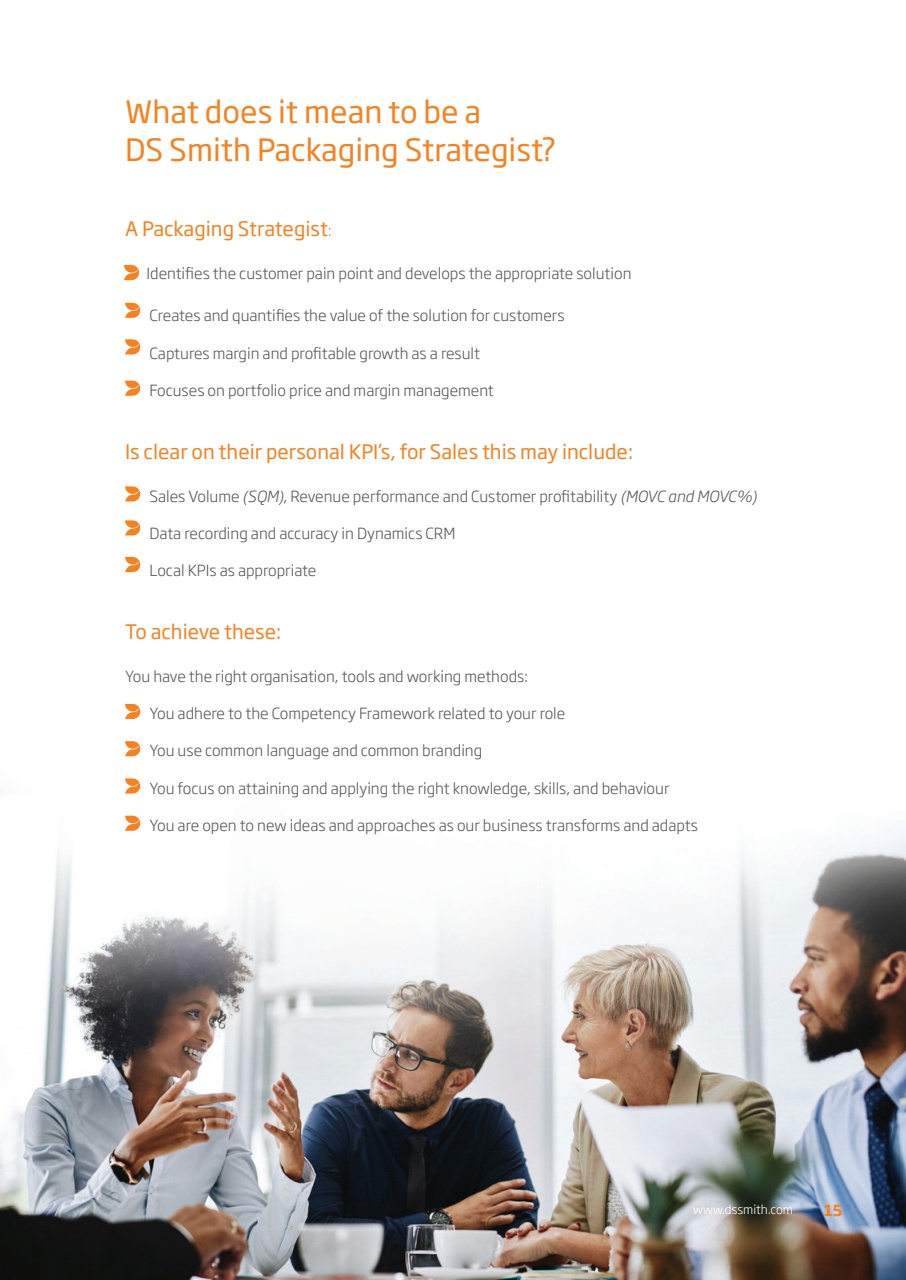 What does it mean to be a
DS Smith Packaging Strategist?
A Packaging Strategist:
Identifies the customer pain point and develops the appropriate solution
Creates and quantifies the value of the solution for customers
Captures margin and profitable growth as a result
Focuses on portfolio price and margin management
Is clear on their personal KPI's, for Sales this may include:
Sales Volume (SQM), Revenue performance and Customer profitability (MOVC and MOVC%)
Data recording and accuracy in Dynamics CRM
Local KPIs as appropriate
To achieve these:
You have the right organisation, tools and working methods:
You adhere to the Competency Framework related to your role
You use common language and common branding
You focus on attaining and applying the right knowledge, skills, and behaviour
You are open to new ideas and approaches as our business transforms and adapts
www.dssmith.com 15